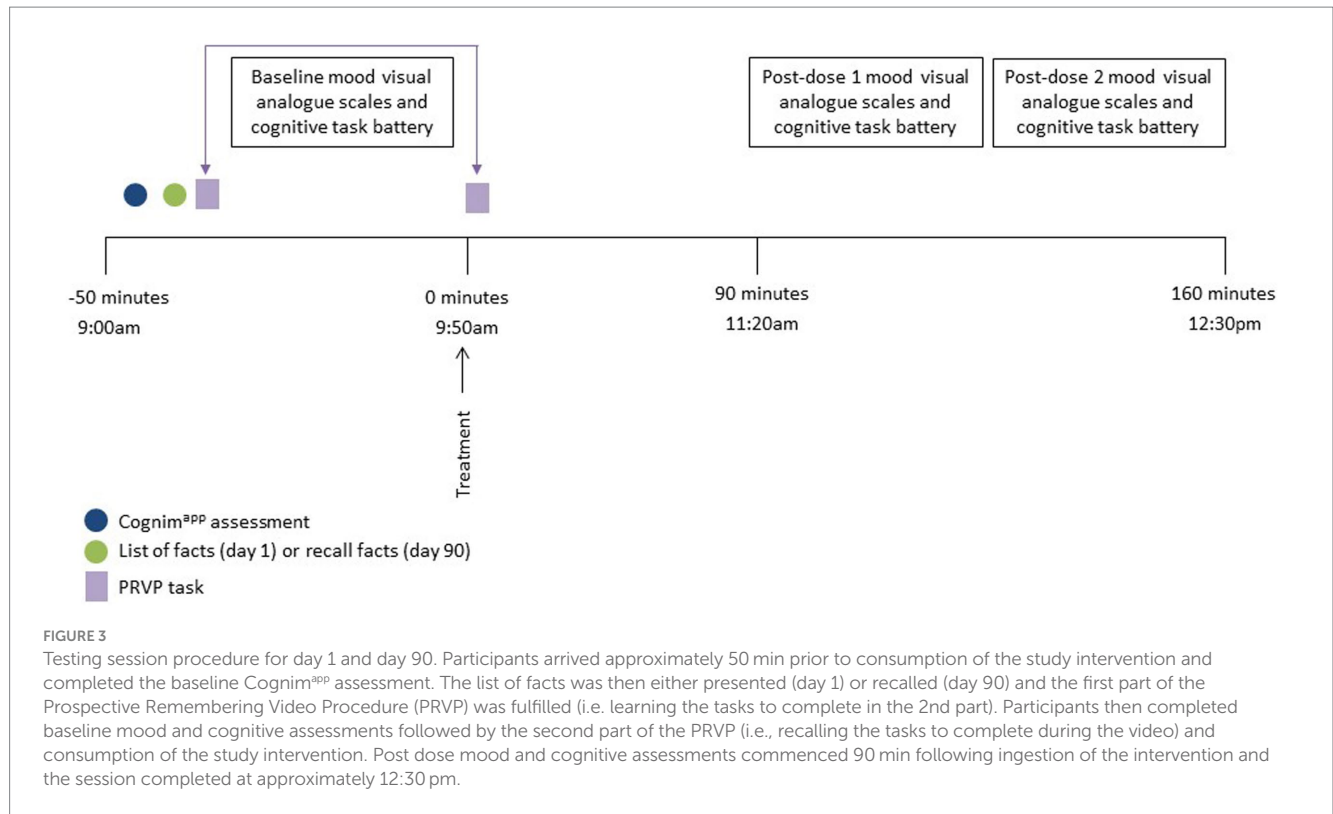 Baseline mood visual
analogue scales and
cognitive task battery
Post-dose 1 mood visual
analogue scales and
cognitive task battery
Post-dose 2 mood visual
analogue scales and
cognitive task battery
-50 minutes
9:00am
0 minutes
9:50am
90 minutes
11:20am
160 minutes
12:30pm
Treatment
Cognimᵃᵖᵖ assessment
List of facts (day 1) or recall facts (day 90)
PRVP task
FIGURE 3
Testing session procedure for day 1 and day 90. Participants arrived approximately 50 min prior to consumption of the study intervention and
completed the baseline Cognimᵃᵖᵖ assessment. The list of facts was then either presented (day 1) or recalled (day 90) and the first part of the
Prospective Remembering Video Procedure (PRVP) was fulfilled (i.e. learning the tasks to complete in the 2nd part). Participants then completed
baseline mood and cognitive assessments followed by the second part of the PRVP (i.e., recalling the tasks to complete during the video) and
consumption of the study intervention. Post dose mood and cognitive assessments commenced 90 min following ingestion of the intervention and
the session completed at approximately 12:30 pm.